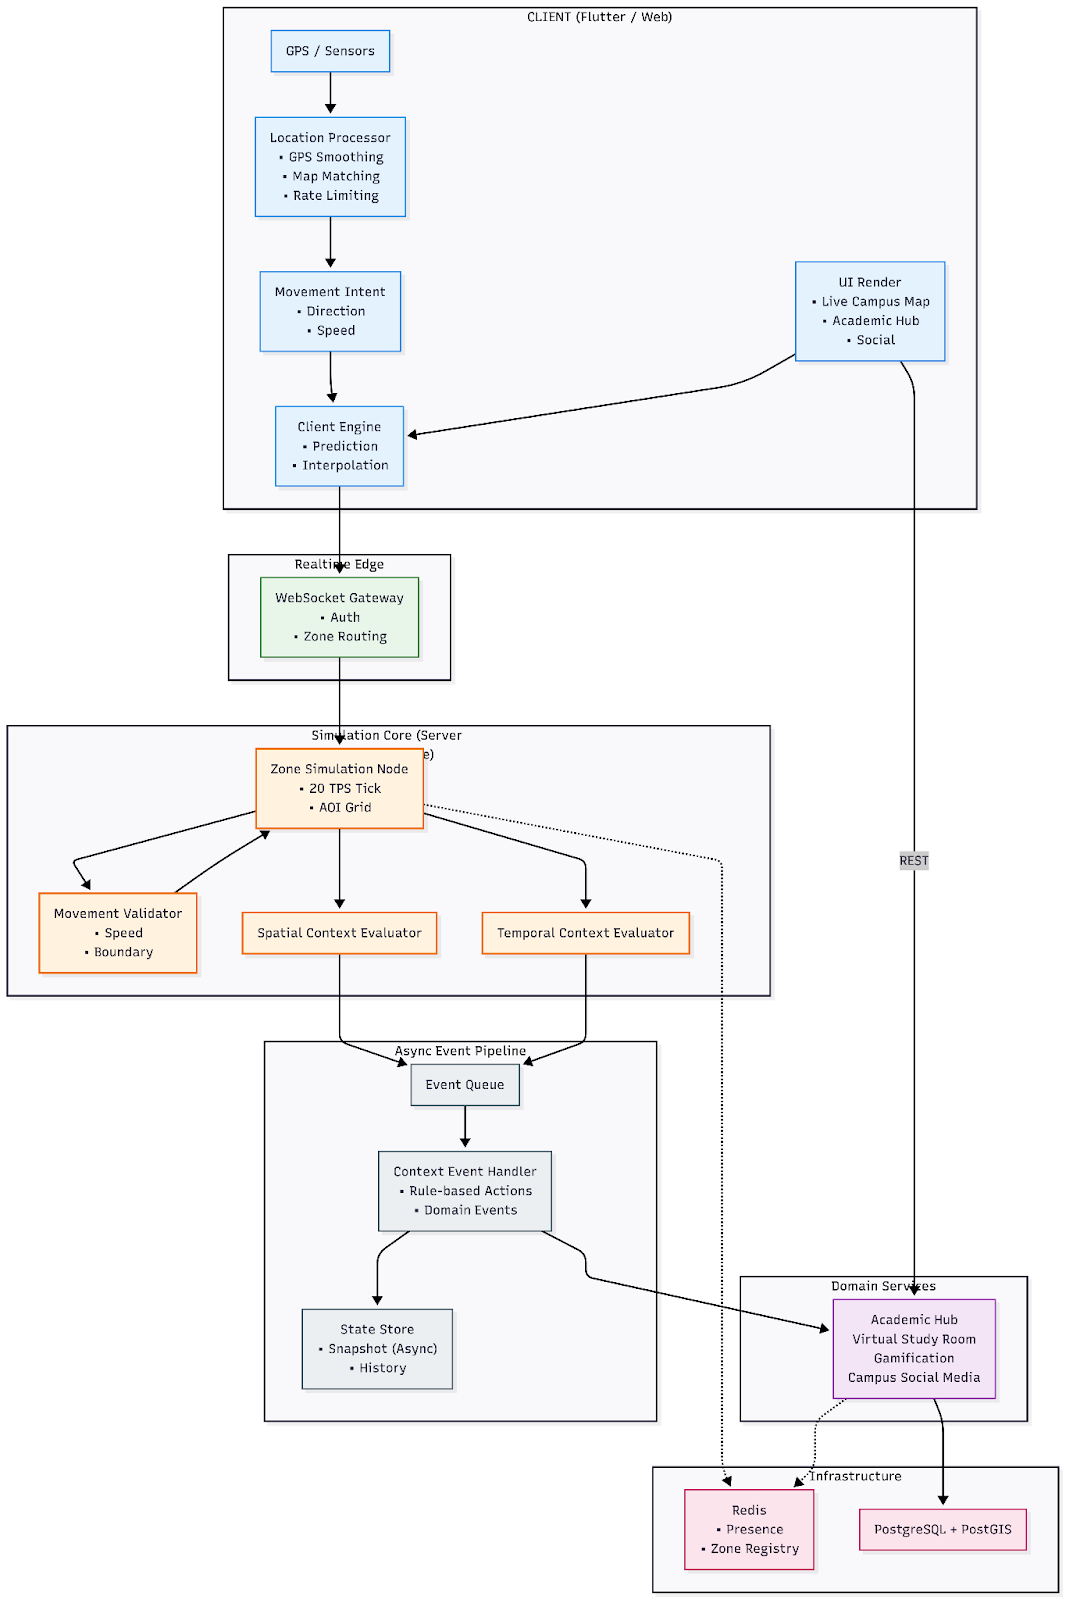 CLIENT (Flutter / Web)
GPS / Sensors
Location Processor
▪ GPS Smoothing
▪ Map Matching
▪ Rate Limiting
Movement Intent
▪ Direction
▪ Speed
UI Render
▪ Live Campus Map
▪ Academic Hub
▪ Social
Client Engine
▪ Prediction
▪ Interpolation
Realtime Edge
WebSocket Gateway
▪ Auth
▪ Zone Routing
Simulation Core (Server
e)
Zone Simulation Node
▪ 20 TPS Tick
▪ AOI Grid
REST
Movement Validator
▪ Speed
▪ Boundary
Spatial Context Evaluator
Temporal Context Evaluator
Async Event Pipeline
Event Queue
Context Event Handler
▪ Rule-based Actions
▪ Domain Events
State Store
▪ Snapshot (Async)
▪ History
Domain Services
Academic Hub
Virtual Study Room
Gamification
Campus Social Media
Infrastructure
Redis
▪ Presence
▪ Zone Registry
PostgreSQL + PostGIS